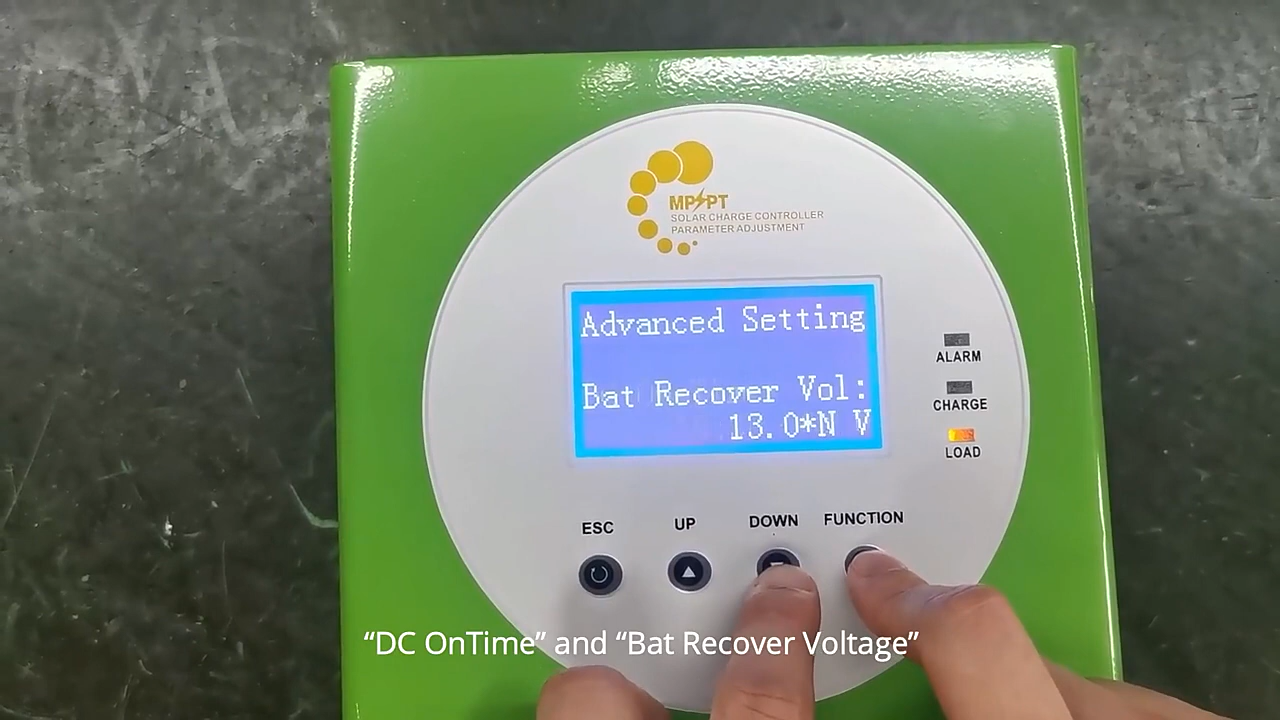 MPPT
SOLAR CHARGE CONTROLLER
PARAMETER ADJUSTMENT
Advanced Setting
Bat Recover Vol:
13.0*N V
ALARM
CHARGE
LOAD
ESC
UP
DOWN
FUNCTION
“DC OnTime” and “Bat Recover Voltage”